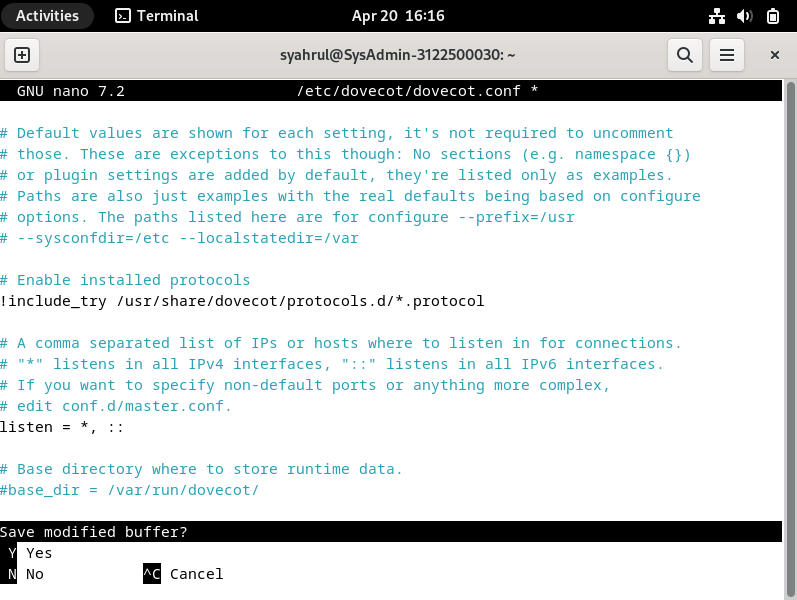 Activities Terminal Apr 20 16:16
syahrul@SysAdmin-3122500030: ~
GNU nano 7.2 /etc/dovecot/dovecot.conf *
# Default values are shown for each setting, it's not required to uncomment
# those. These are exceptions to this though: No sections (e.g. namespace {})
# or plugin settings are added by default, they're listed only as examples.
# Paths are also just examples with the real defaults being based on configure
# options. The paths listed here are for configure --prefix=/usr
# --sysconfdir=/etc --localstatedir=/var
# Enable installed protocols
!include_try /usr/share/dovecot/protocols.d/*.protocol
# A comma separated list of IPs or hosts where to listen in for connections.
# "*" listens in all IPv4 interfaces, "::" listens in all IPv6 interfaces.
# If you want to specify non-default ports or anything more complex,
# edit conf.d/master.conf.
listen = *, ::
# Base directory where to store runtime data.
#base_dir = /var/run/dovecot/
Save modified buffer?
Y Yes
N No ^C Cancel